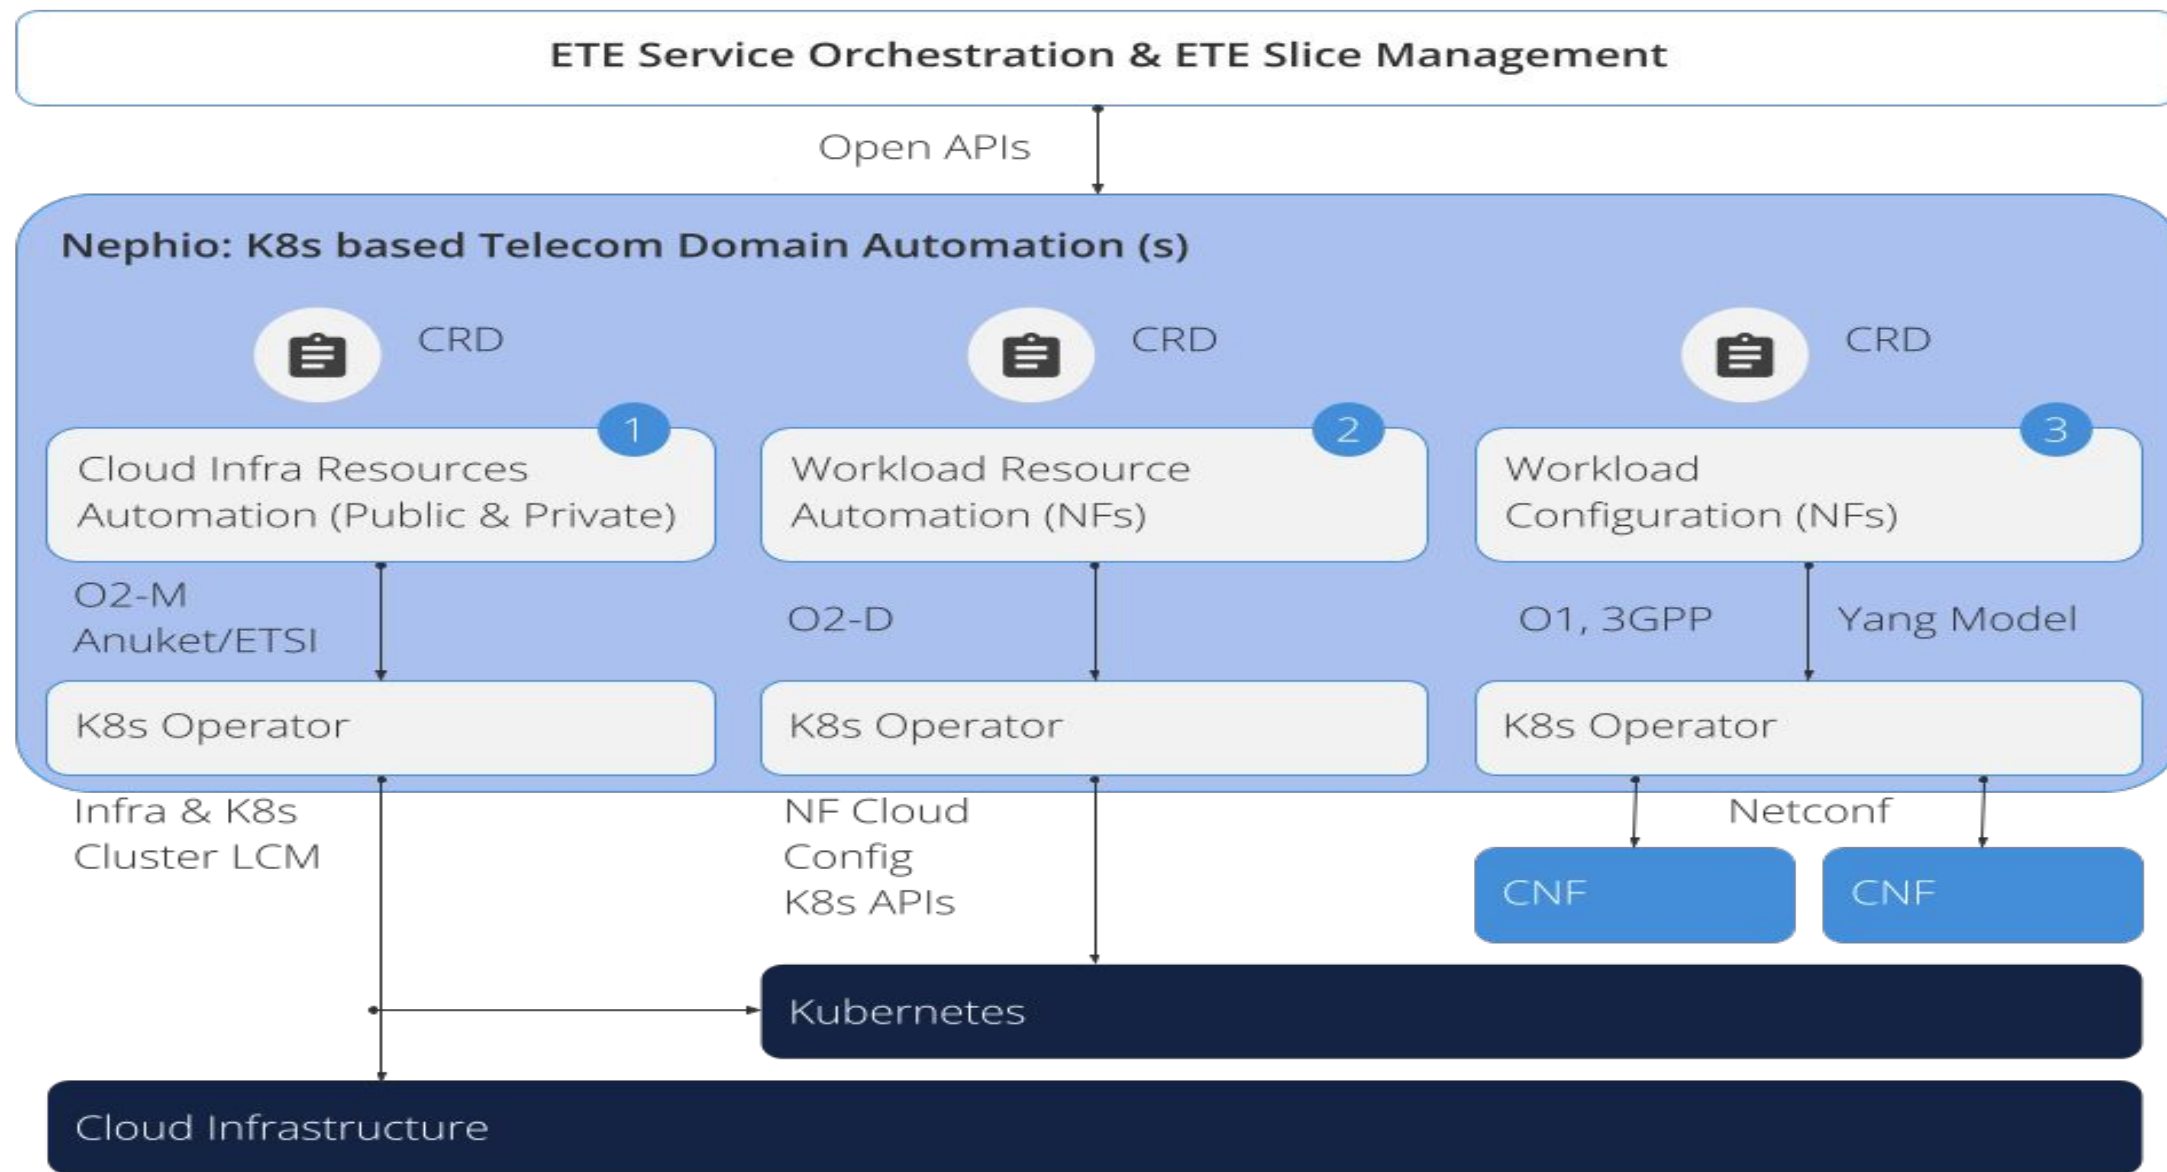 ETE Service Orchestration & ETE Slice Management
Open APIs
Nephio: K8s based Telecom Domain Automation (s)
CRD
CRD
CRD
1
2
3
Cloud Infra Resources
Automation (Public & Private)
Workload Resource
Automation (NFs)
Workload
Configuration (NFs)
O2-M
Anuket/ETSI
O2-D
O1, 3GPP
Yang Model
K8s Operator
K8s Operator
K8s Operator
Infra & K8s
Cluster LCM
NF Cloud
Config
K8s APIs
Netconf
CNF
CNF
Kubernetes
Cloud Infrastructure